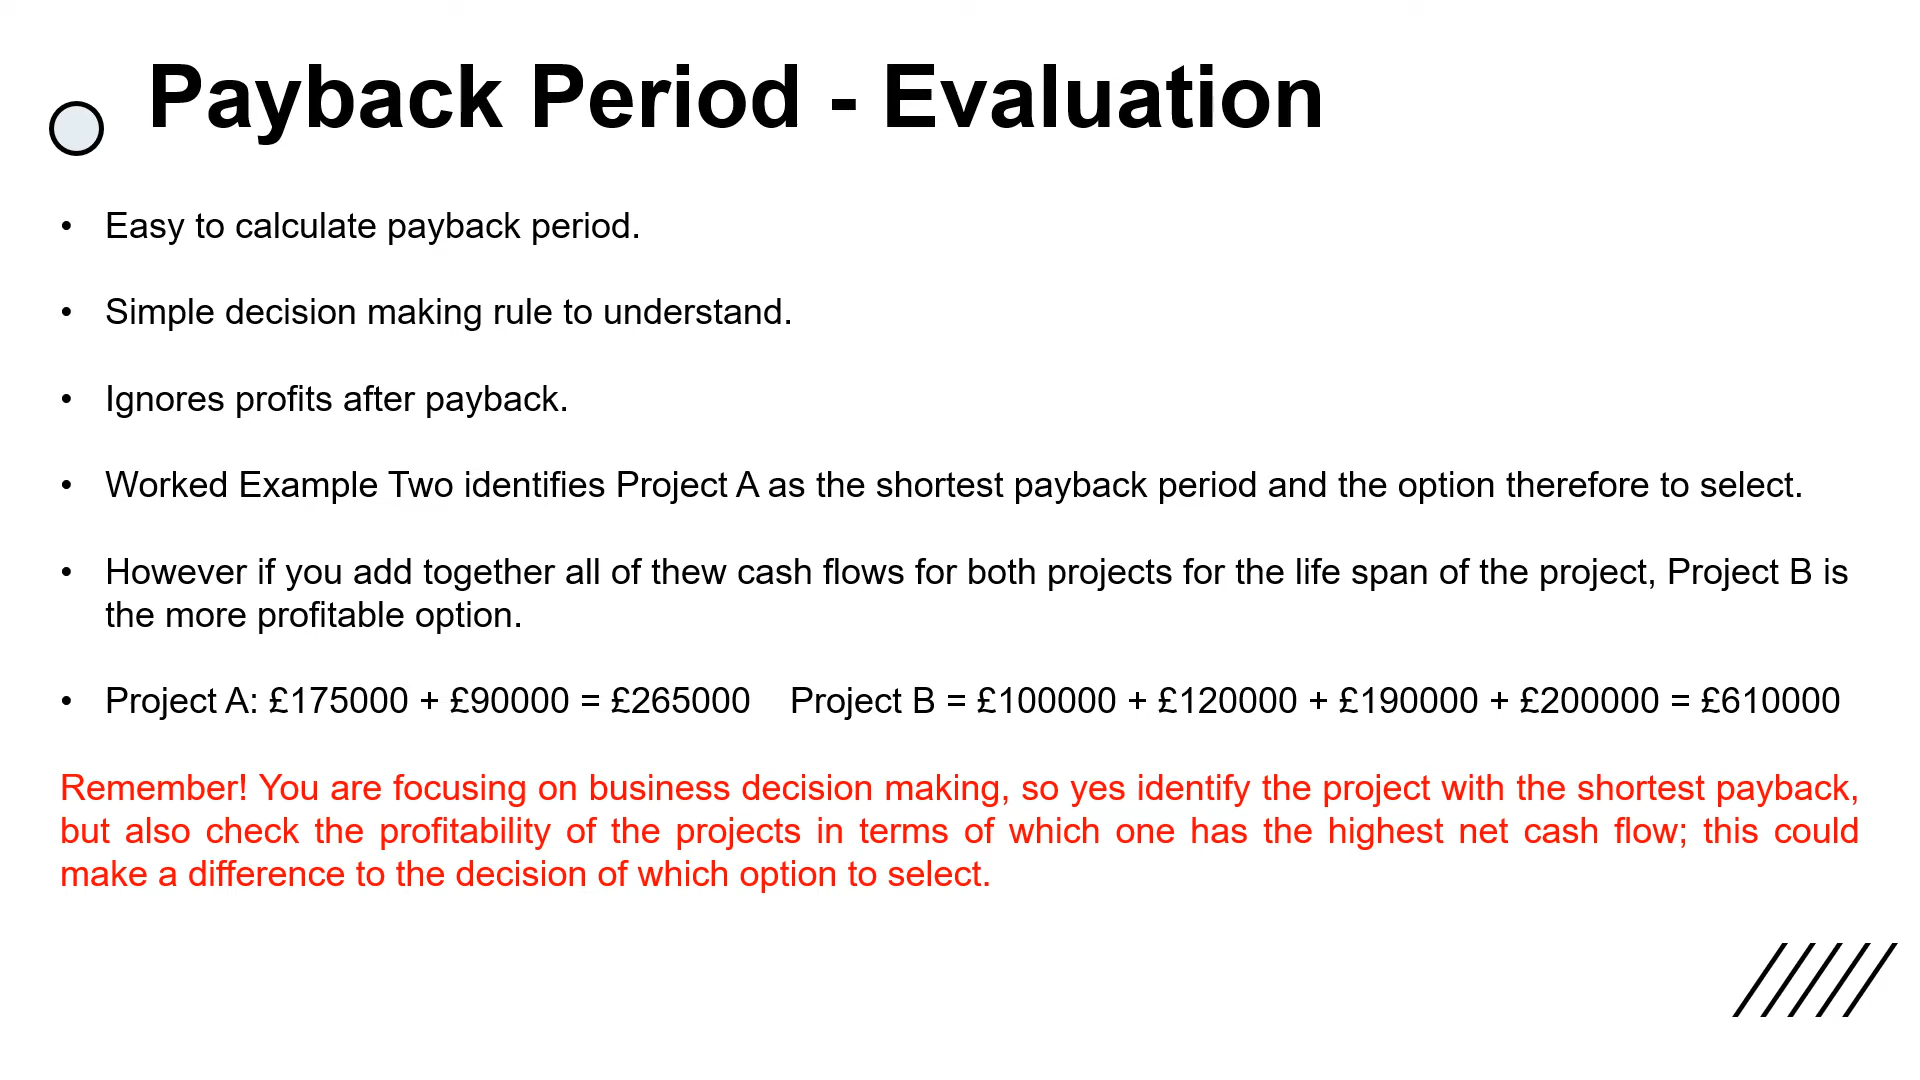 Payback Period - Evaluation
• Easy to calculate payback period.
• Simple decision making rule to understand.
• Ignores profits after payback.
• Worked Example Two identifies Project A as the shortest payback period and the option therefore to select.
• However if you add together all of thew cash flows for both projects for the life span of the project, Project B is
the more profitable option.
• Project A: £175000 + £90000 = £265000    Project B = £100000 + £120000 + £190000 + £200000 = £610000
Remember! You are focusing on business decision making, so yes identify the project with the shortest payback,
but also check the profitability of the projects in terms of which one has the highest net cash flow; this could
make a difference to the decision of which option to select.